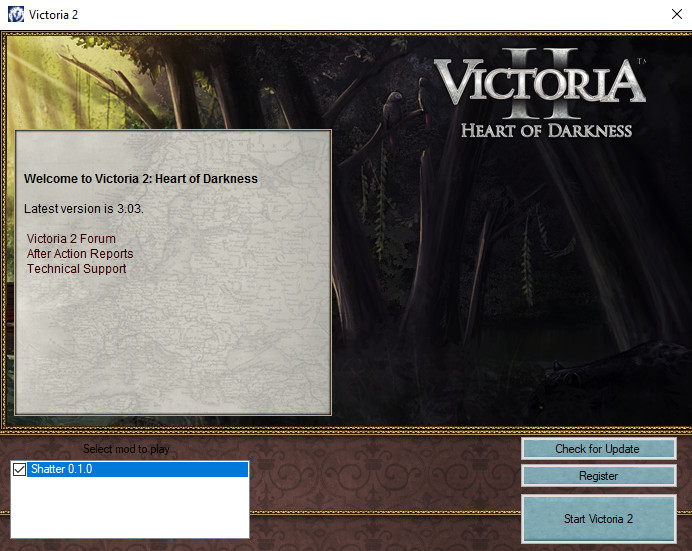 Victoria 2
VICTORIA II ™
HEART OF DARKNESS
Welcome to Victoria 2: Heart of Darkness
Latest version is 3.03.
Victoria 2 Forum
After Action Reports
Technical Support
Select mod to play...
Shatter 0.1.0
Check for Update
Register
Start Victoria 2